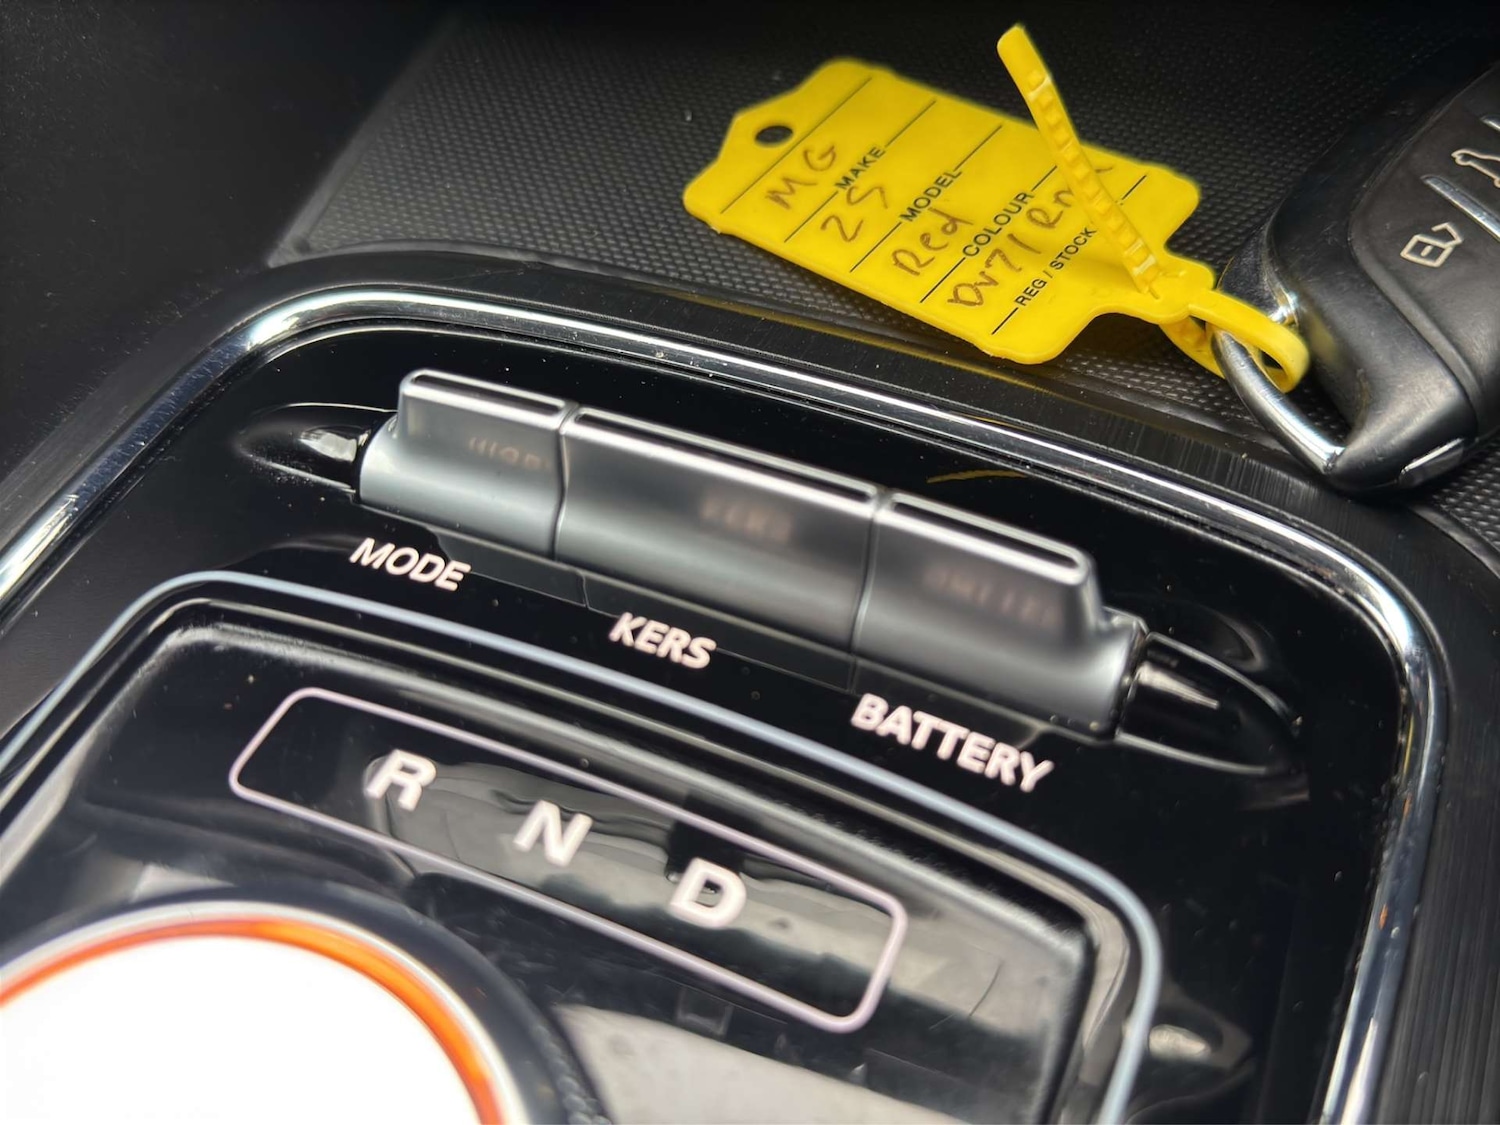 MG
MAKE
ZS
MODEL
Red
COLOUR
REG / STOCK
MODE
KERS
BATTERY
R N D